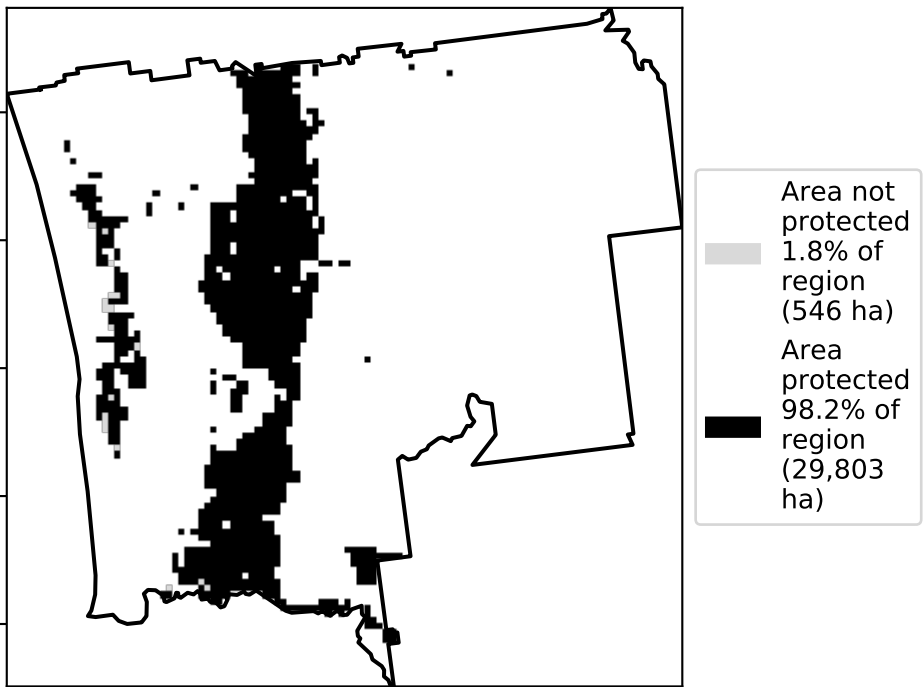 Area not
protected
1.8% of
region
(546 ha)
Area
protected
98.2% of
region
(29,803
ha)